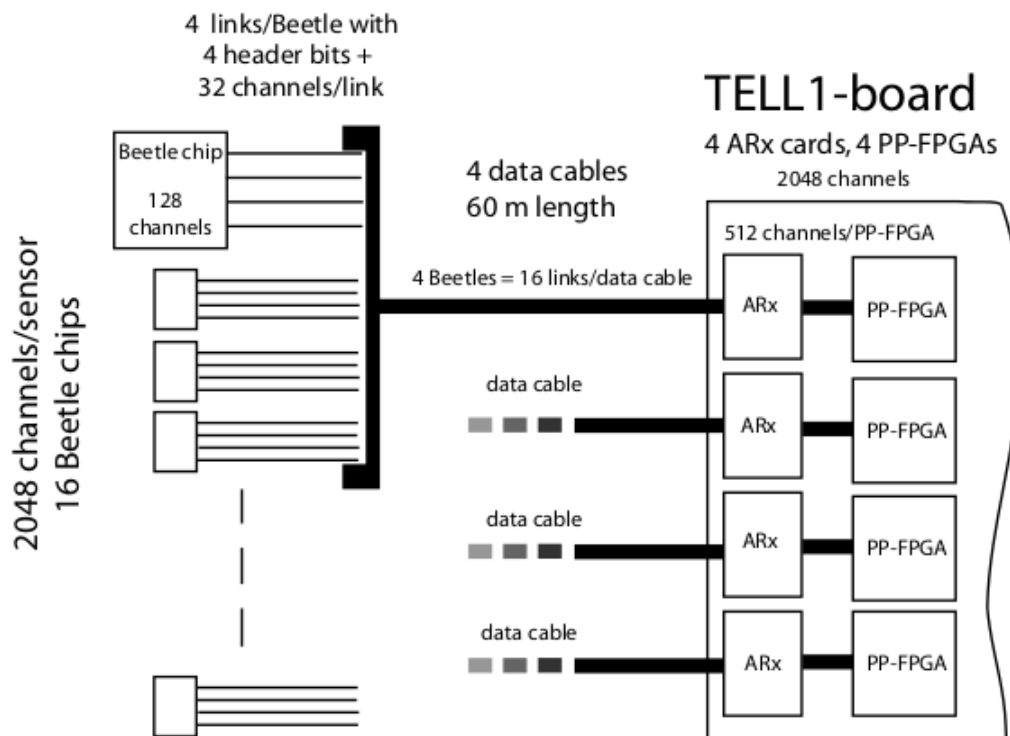 4 links/Beetle with
4 header bits +
32 channels/link
TELL1-board
4 ARx cards, 4 PP-FPGAs
2048 channels
Beetle chip
128
channels
4 data cables
60 m length
512 channels/PP-FPGA
4 Beetles = 16 links/data cable
ARx
PP-FPGA
2048 channels/sensor
16 Beetle chips
data cable
ARx
PP-FPGA
data cable
ARx
PP-FPGA
data cable
ARx
PP-FPGA